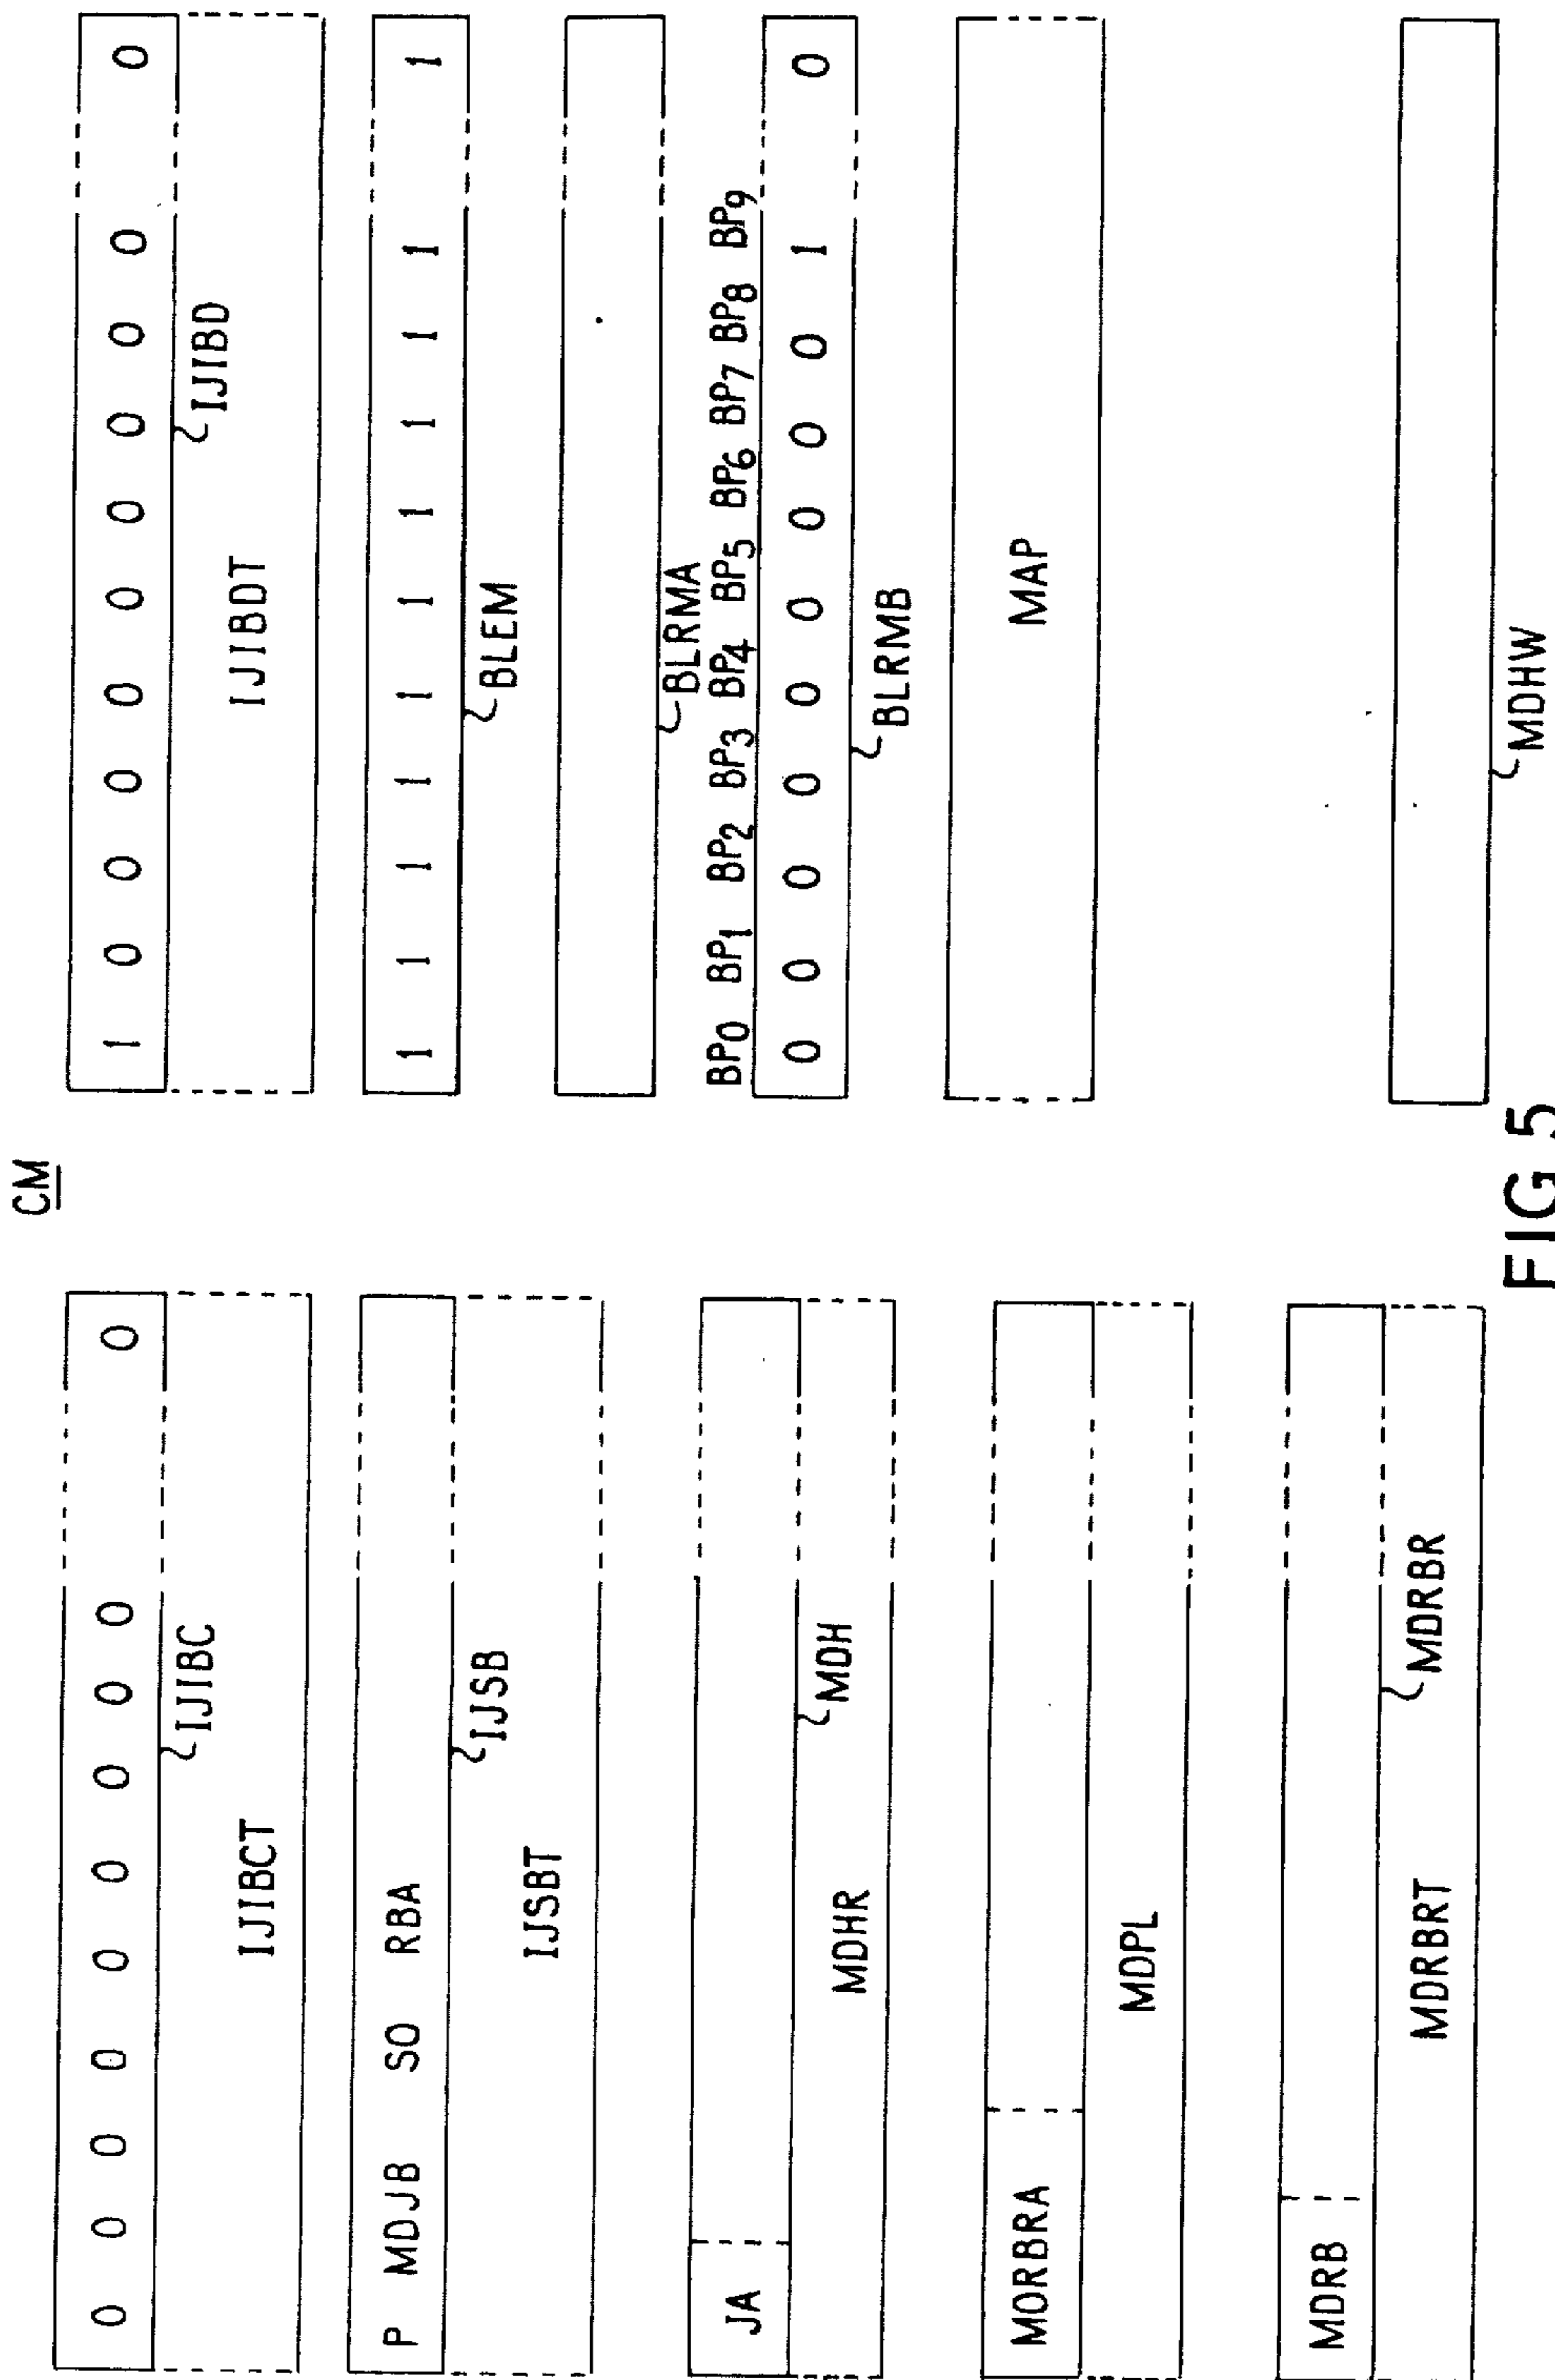 CM
0 0 0 0 0 0 0 0 0 0
IJIBC
IJIBCT
P MDJB SO RBA
IJSB
IJSBT
JA
MDH
MDHR
MORBRA
MDPL
MDRB
MDRBR
MDRBRT
1 0 0 0 0 0 0 0 0 0 0
IJIBD
IJIBDT
1 1 1 1 1 1 1 1 1 1 1
BLEM
BLRMA
BP0 BP1 BP2 BP3 BP4 BP5 BP6 BP7 BP8 BP9
0 0 0 0 0 0 0 0 0 1 0
BLRMB
MAP
MDHW
FIG 5